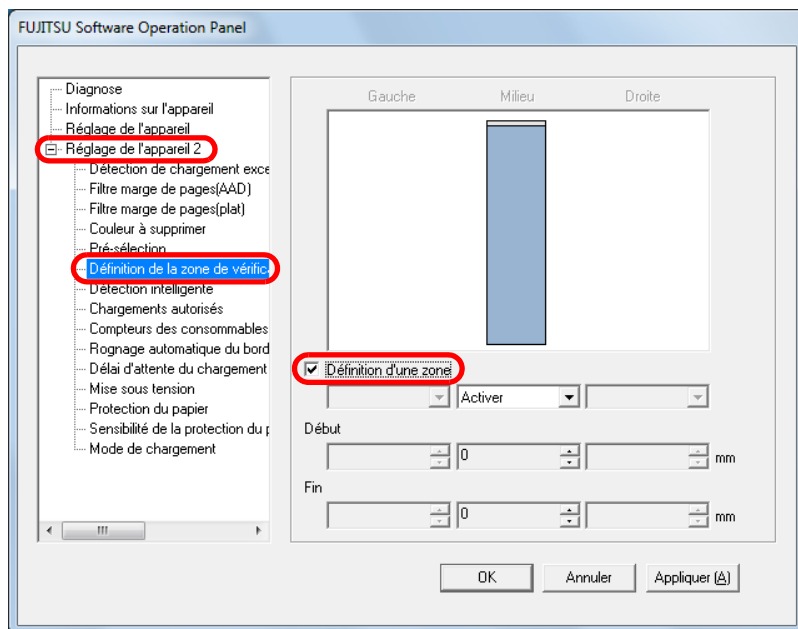 FUJITSU Software Operation Panel
Diagnose
Informations sur l'appareil
Réglage de l'appareil
Réglage de l'appareil 2
Détection de chargement exce
Filtre marge de pages(AAD)
Filtre marge de pages(plat)
Couleur à supprimer
Pré-sélection
Définition de la zone de vérific
Détection intelligente
Chargements autorisés
Compteurs des consommables
Rognage automatique du bord
Délai d'attente du chargement
Mise sous tension
Protection du papier
Sensibilité de la protection du p
Mode de chargement
Gauche Milieu Droite
Définition d'une zone
Activer
Début
0 mm
Fin
0 mm
OK Annuler Appliquer (A)